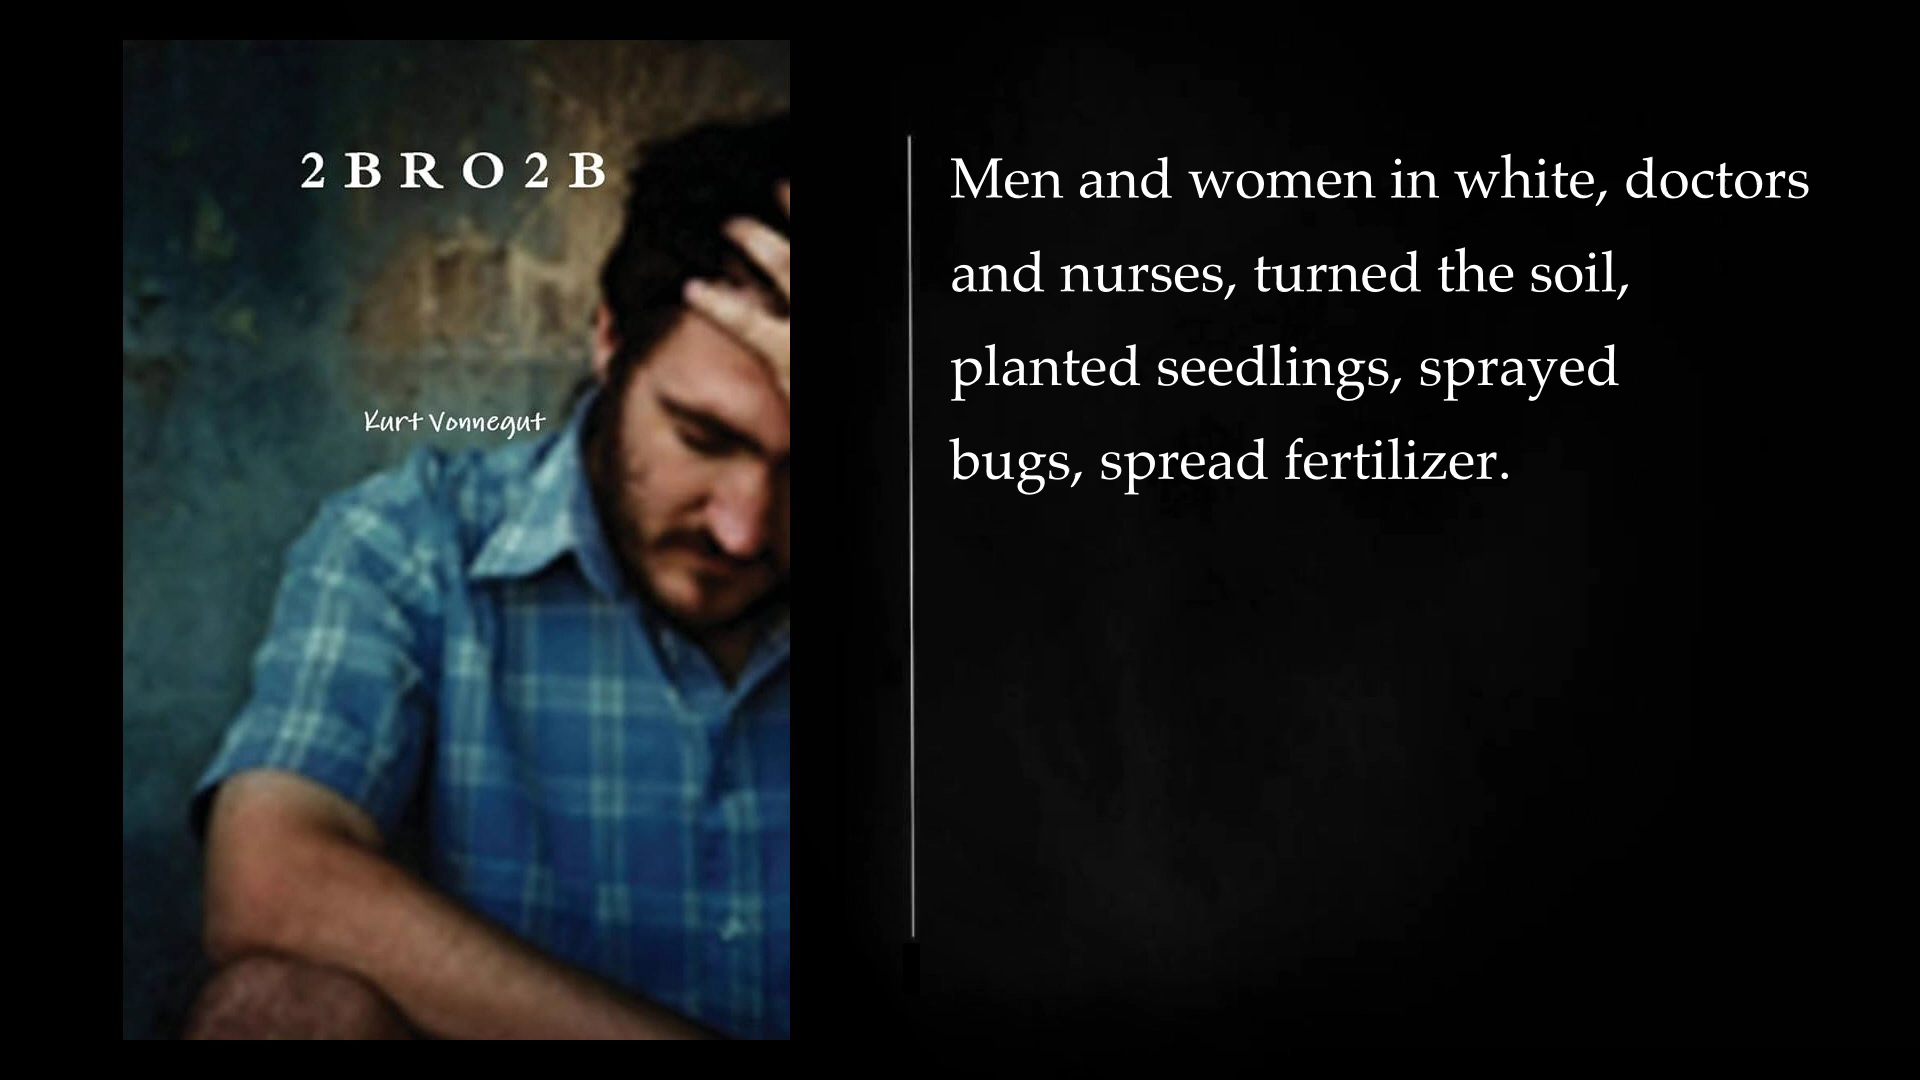 2 B R O 2 B
Kurt Vonnegut
Men and women in white, doctors
and nurses, turned the soil,
planted seedlings, sprayed
bugs, spread fertilizer.